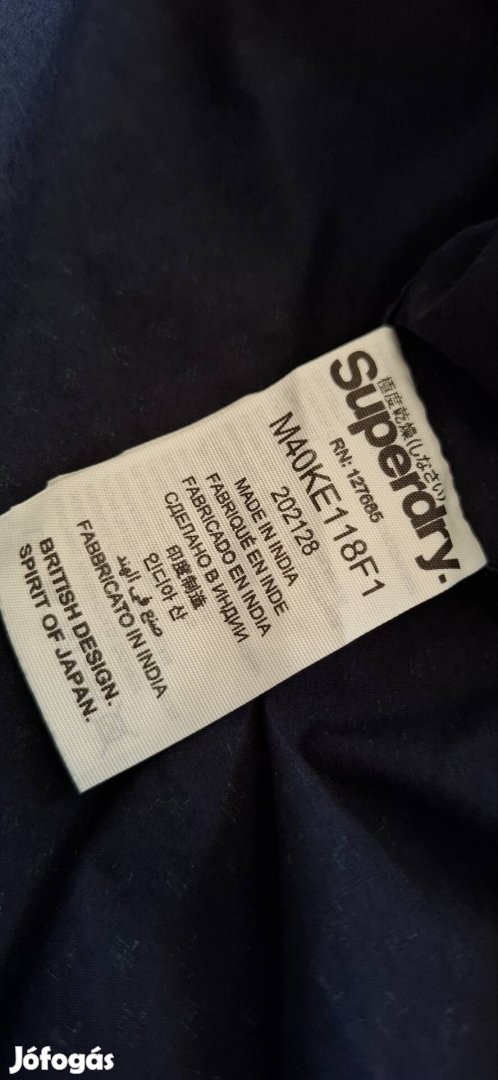 Superdry.
極度乾燥(しなさい)
RN: 127685
M40KE118F1
202128
MADE IN INDIA
FABRIQUÉ EN INDE
FABRICADO EN INDIA
СДЕЛАНО В ИНДИИ
印度制造
인디아 산
صنع في الهند
FABBRICATO IN INDIA
BRITISH DESIGN.
SPIRIT OF JAPAN.
Jófogás